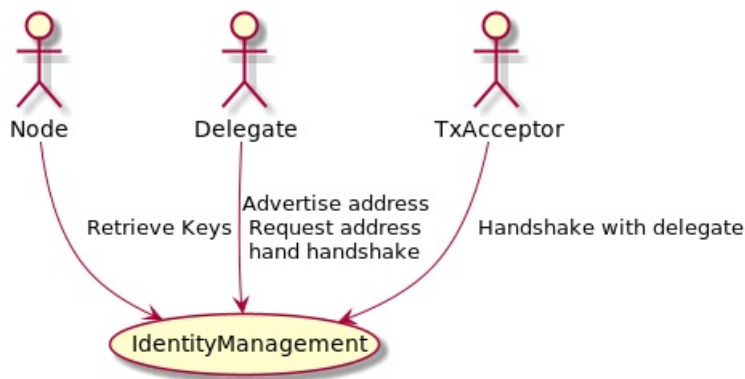 Node
Delegate
TxAcceptor
Retrieve Keys
Advertise address
Request address
hand handshake
Handshake with delegate
IdentityManagement